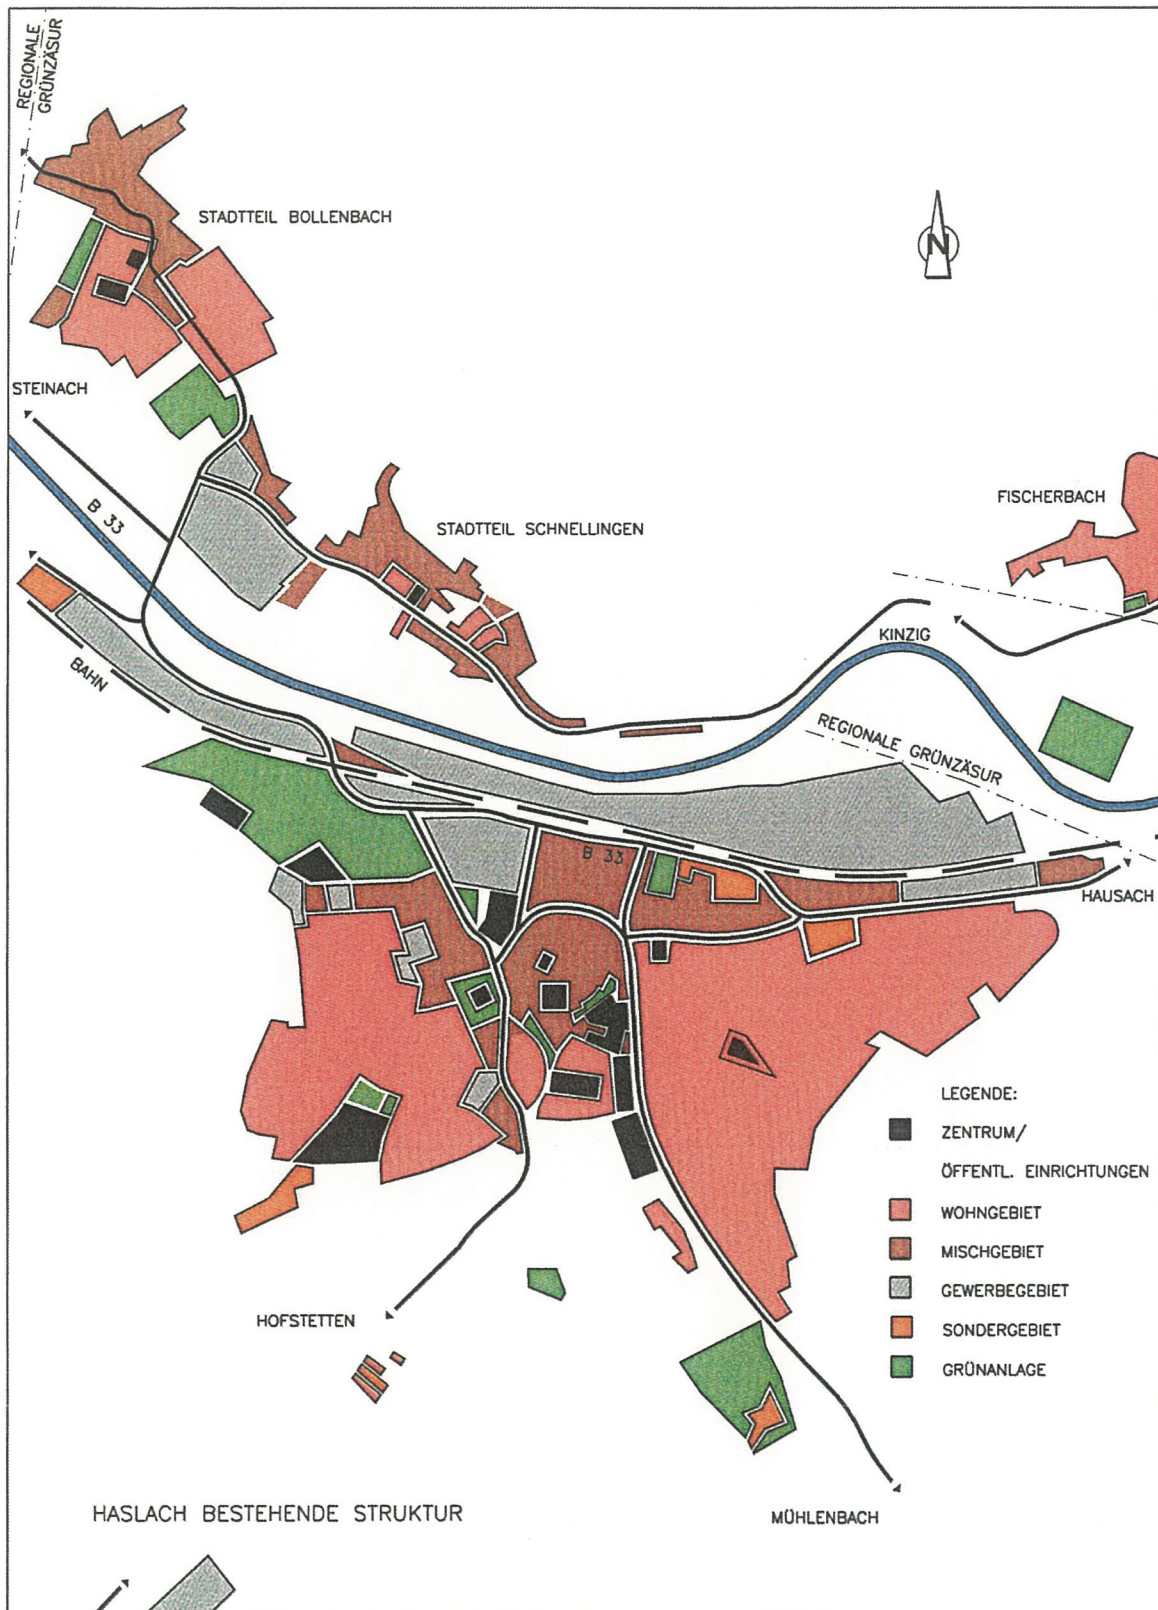 REGIONALE
GRÜNZÄSUR
STADTTEIL BOLLENBACH
N
STEINACH
B 33
FISCHERBACH
STADTTEIL SCHNELLINGEN
KINZIG
BAHN
REGIONALE GRÜNZÄSUR
B 33
HAUSACH
LEGENDE:
ZENTRUM/
ÖFFENTL. EINRICHTUNGEN
WOHNGEBIET
MISCHGEBIET
GEWERBEGEBIET
SONDERGEBIET
GRÜNANLAGE
HOFSTETTEN
HASLACH BESTEHENDE STRUKTUR
MÜHLENBACH